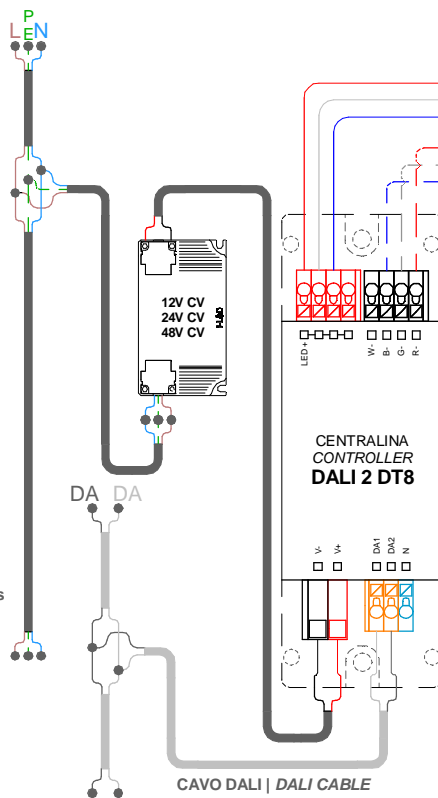 L PE N
12V CV
24V CV
48V CV
LED+
W-
B-
G-
R-
CENTRALINA
CONTROLLER
DALI 2 DT8
DA DA
V-
V+
DA1
DA2
N
s
CAVO DALI | DALI CABLE